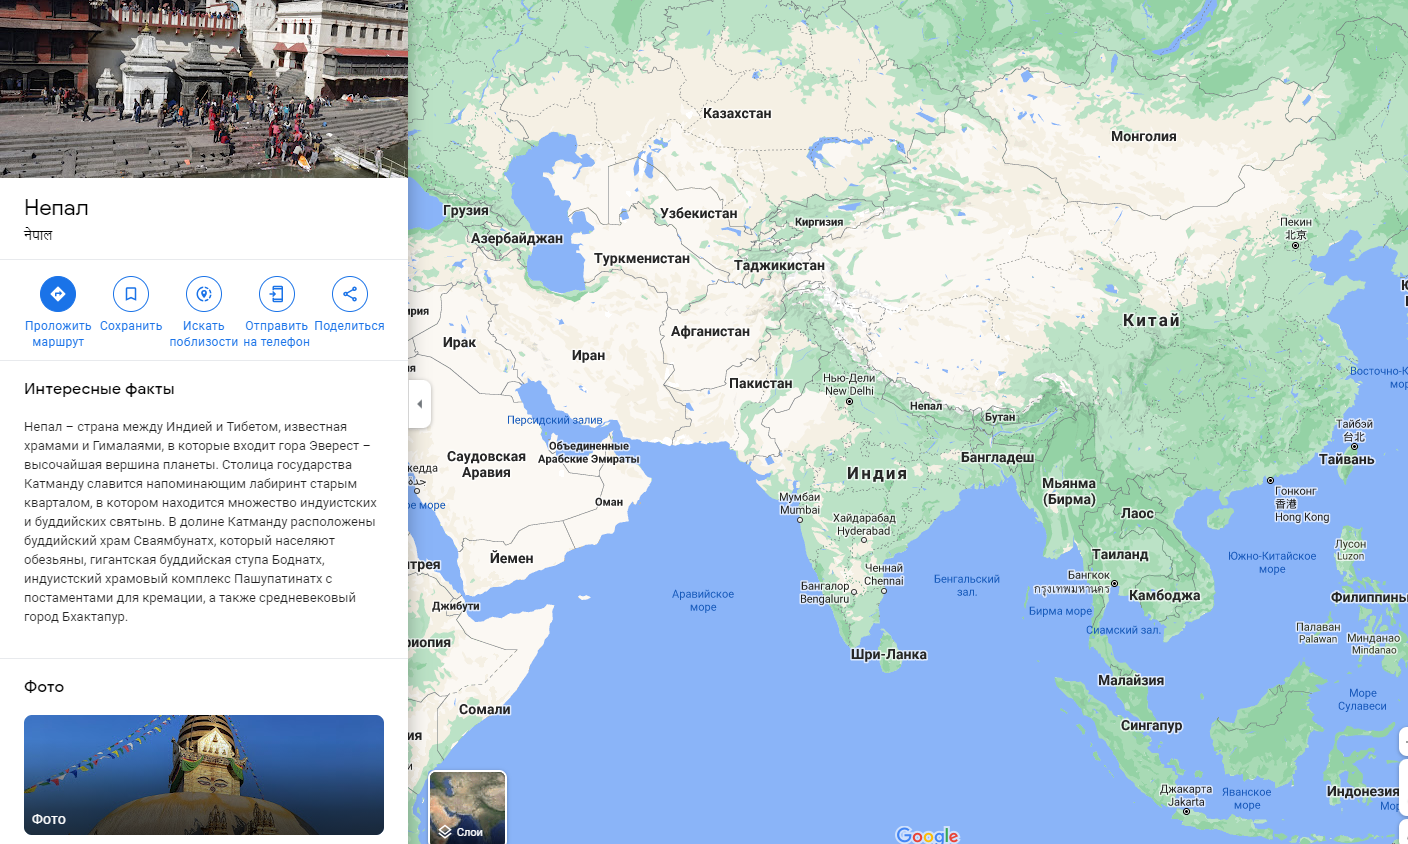 Непал
नेपाल
Проложить
маршрут
Сохранить
Искать
поблизости
Отправить
на телефон
Поделиться
Интересные факты
Непал – страна между Индией и Тибетом, известная
храмами и Гималаями, в которые входит гора Эверест –
высочайшая вершина планеты. Столица государства
Катманду славится напоминающим лабиринт старым
кварталом, в котором находится множество индуистских
и буддийских святынь. В долине Катманду расположены
буддийский храм Сваямбунатх, который населяют
обезьяны, гигантская буддийская ступа Боднатх,
индуистский храмовый комплекс Пашупатинатх с
постаментами для кремации, а также средневековый
город Бхактапур.
Фото
Фото
Казахстан
Монголия
Грузия
Узбекистан
Киргизия
Пекин
北京
Азербайджан
Туркменистан
Таджикистан
ирия
Ирак
Афганистан
Китай
Иран
Пакистан
Нью-Дели
New Delhi
Непал
Бутан
Восточно-К
мор
Персидский залив
Объединенные
Арабские Эмираты
Саудовская
Аравия
кедда
جدة
ое море
Оман
Индия
Бангладеш
Тайбэй
台北
Тайвань
Мьянма
(Бирма)
Гонконг
香港
Hong Kong
Мумбаи
Mumbai
Хайдарабад
Hyderabad
Лаос
Йемен
трея
Таиланд
Южно-Китайское
море
Лусон
Luzon
Бангкок
กรุงเทพมหานคร
Ченнай
Chennai
Бангалор
Bengaluru
Бенгальский
зал.
Аравийское
море
Камбоджа
Филиппины
Джибути
Бирма море
Сиамский зал.
Палаван
Palawan
Минданао
Mindanao
риопия
Шри-Ланка
Малайзия
Море
Сулавеси
Сомали
Сингапур
ия
Джакарта
Jakarta
Яванское
море
Индонезия
Мор
Слои
Google